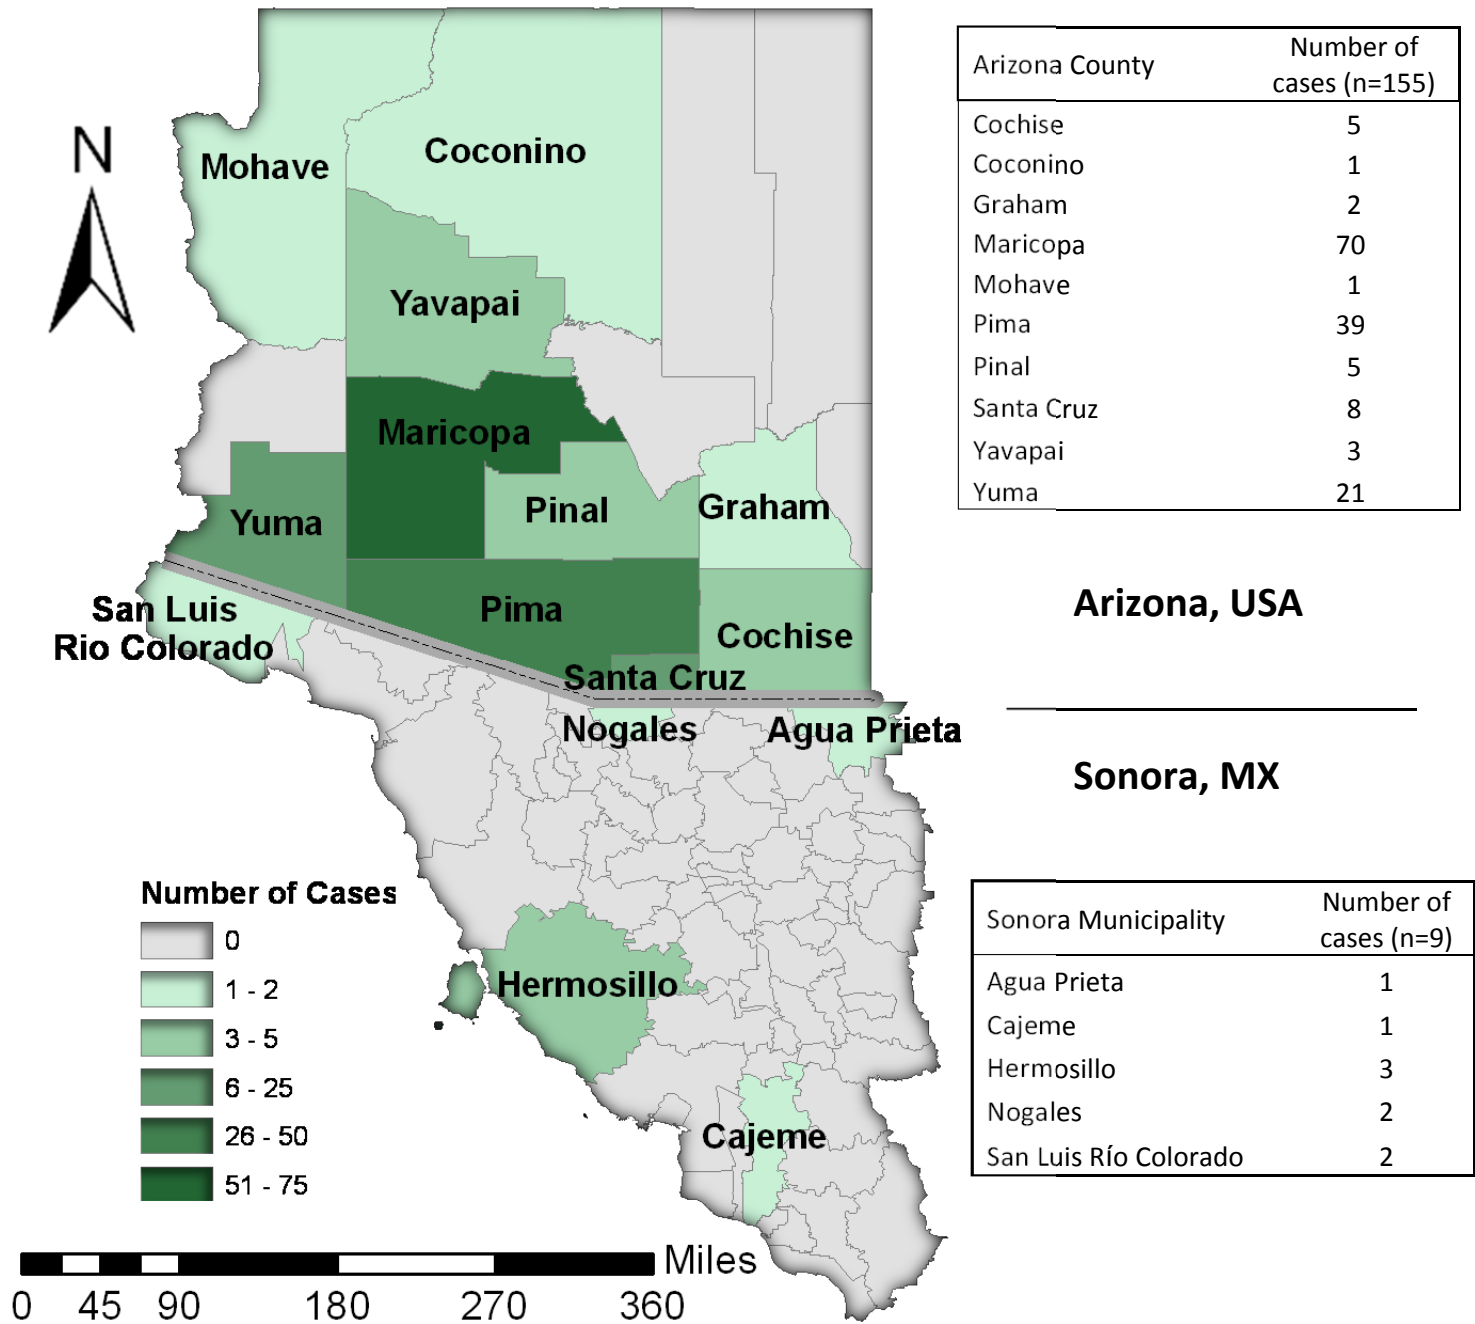 N
Mohave
Coconino
Yavapai
Maricopa
Yuma
Pinal
Graham
Pima
Cochise
Santa Cruz
San Luis
Rio Colorado
Nogales
Agua Prieta
Hermosillo
Cajeme
Number of Cases
0
1 - 2
3 - 5
6 - 25
26 - 50
51 - 75
Miles
0 45 90 180 270 360
Arizona County Number of
cases (n=155)
Cochise 5
Coconino 1
Graham 2
Maricopa 70
Mohave 1
Pima 39
Pinal 5
Santa Cruz 8
Yavapai 3
Yuma 21
Arizona, USA
Sonora, MX
Sonora Municipality Number of
cases (n=9)
Agua Prieta 1
Cajeme 1
Hermosillo 3
Nogales 2
San Luis Río Colorado 2